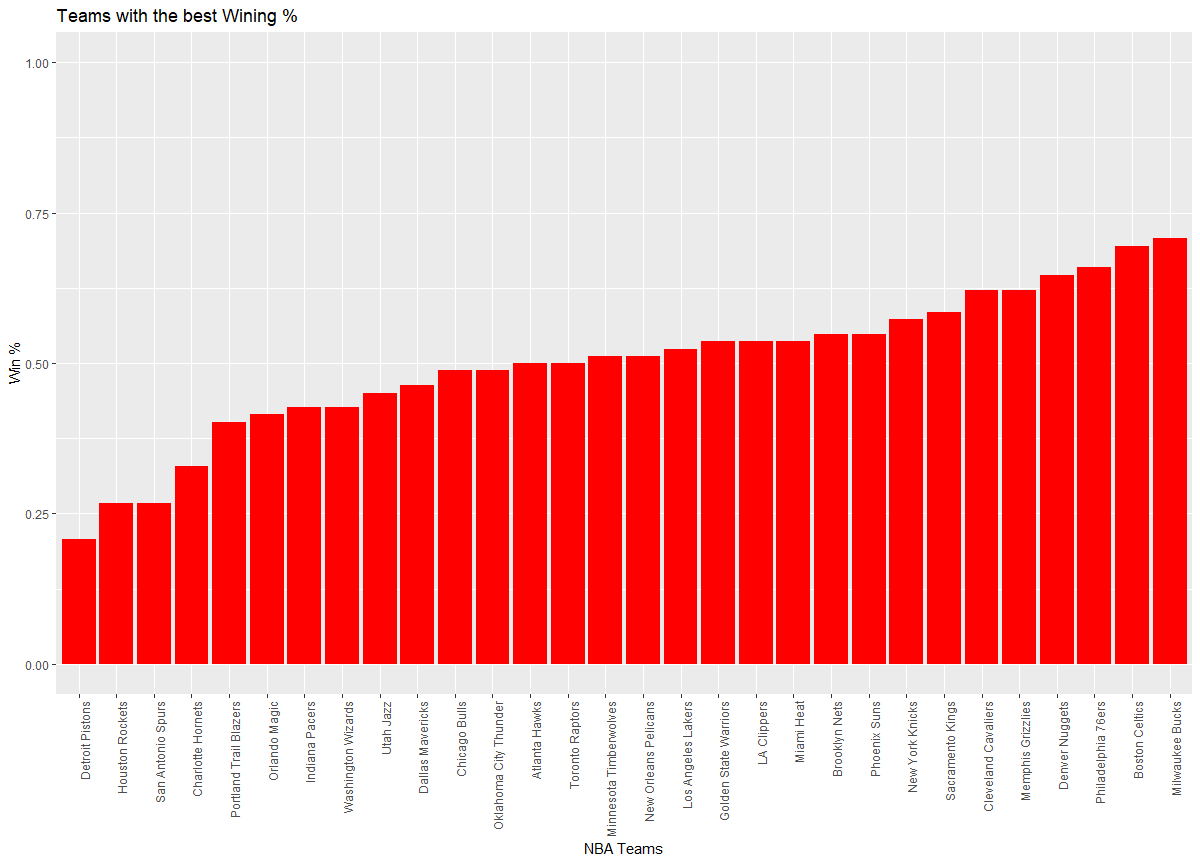 Teams with the best Wining %
Win %
1.00
0.75
0.50
0.25
0.00
Detroit Pistons
Houston Rockets
San Antonio Spurs
Charlotte Hornets
Portland Trail Blazers
Orlando Magic
Indiana Pacers
Washington Wizards
Utah Jazz
Dallas Mavericks
Chicago Bulls
Oklahoma City Thunder
Atlanta Hawks
Toronto Raptors
Minnesota Timberwolves
New Orleans Pelicans
Los Angeles Lakers
Golden State Warriors
LA Clippers
Miami Heat
Brooklyn Nets
Phoenix Suns
New York Knicks
Sacramento Kings
Cleveland Cavaliers
Memphis Grizzlies
Denver Nuggets
Philadelphia 76ers
Boston Celtics
Milwaukee Bucks
NBA Teams